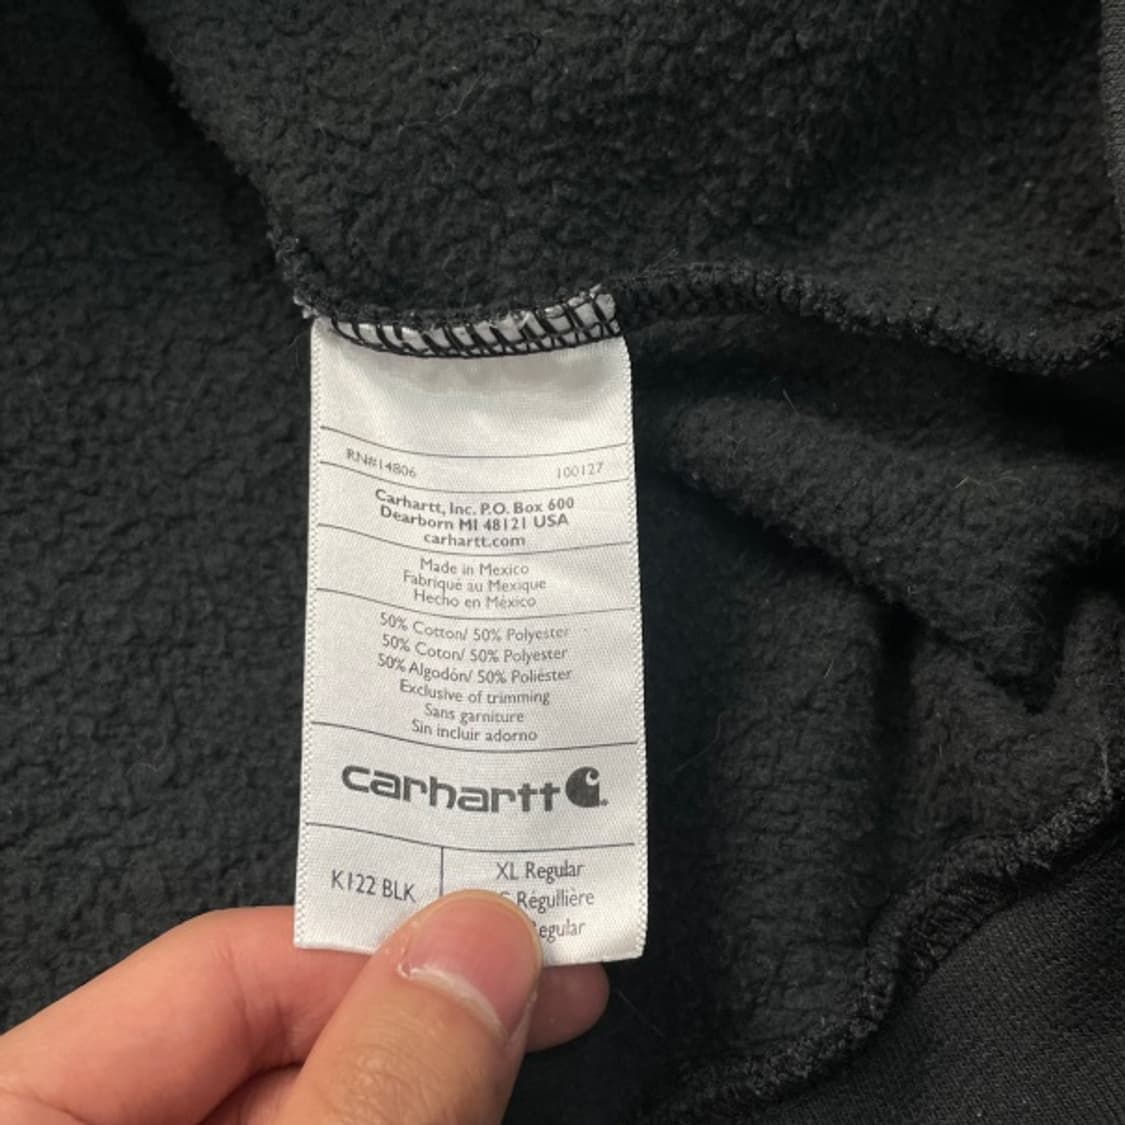 RN#14806 100127
Carhartt, Inc. P.O. Box 600
Dearborn MI 48121 USA
carhartt.com
Made in Mexico
Fabriqué au Mexique
Hecho en México
50% Cotton/ 50% Polyester
50% Coton/ 50% Polyester
50% Algodón/ 50% Poliéster
Exclusive of trimming
Sans garniture
Sin incluir adorno
carhartt
K122 BLK
XL Regular
Régullière